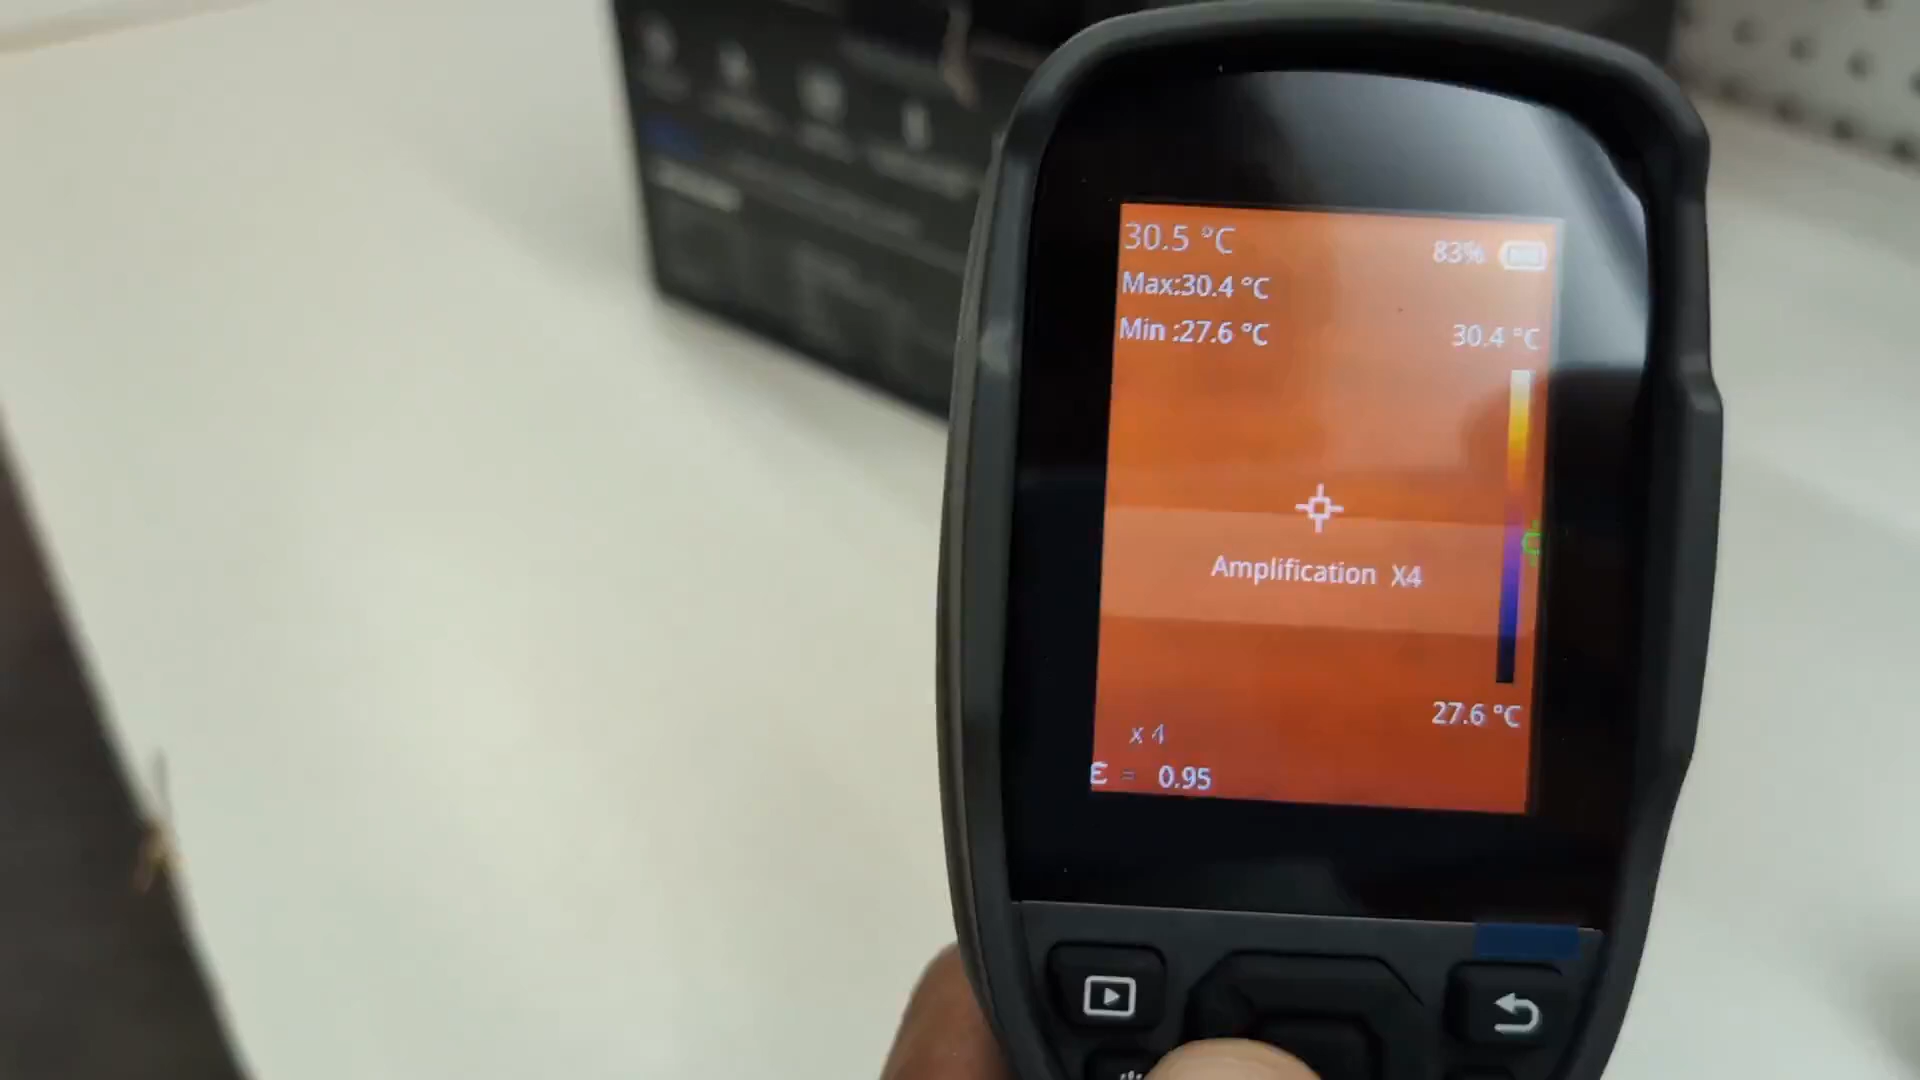 30.5 °C
83%
Max:30.4 °C
Min :27.6 °C
30.4 °C
Amplification X4
27.6 °C
x 4
ε = 0.95